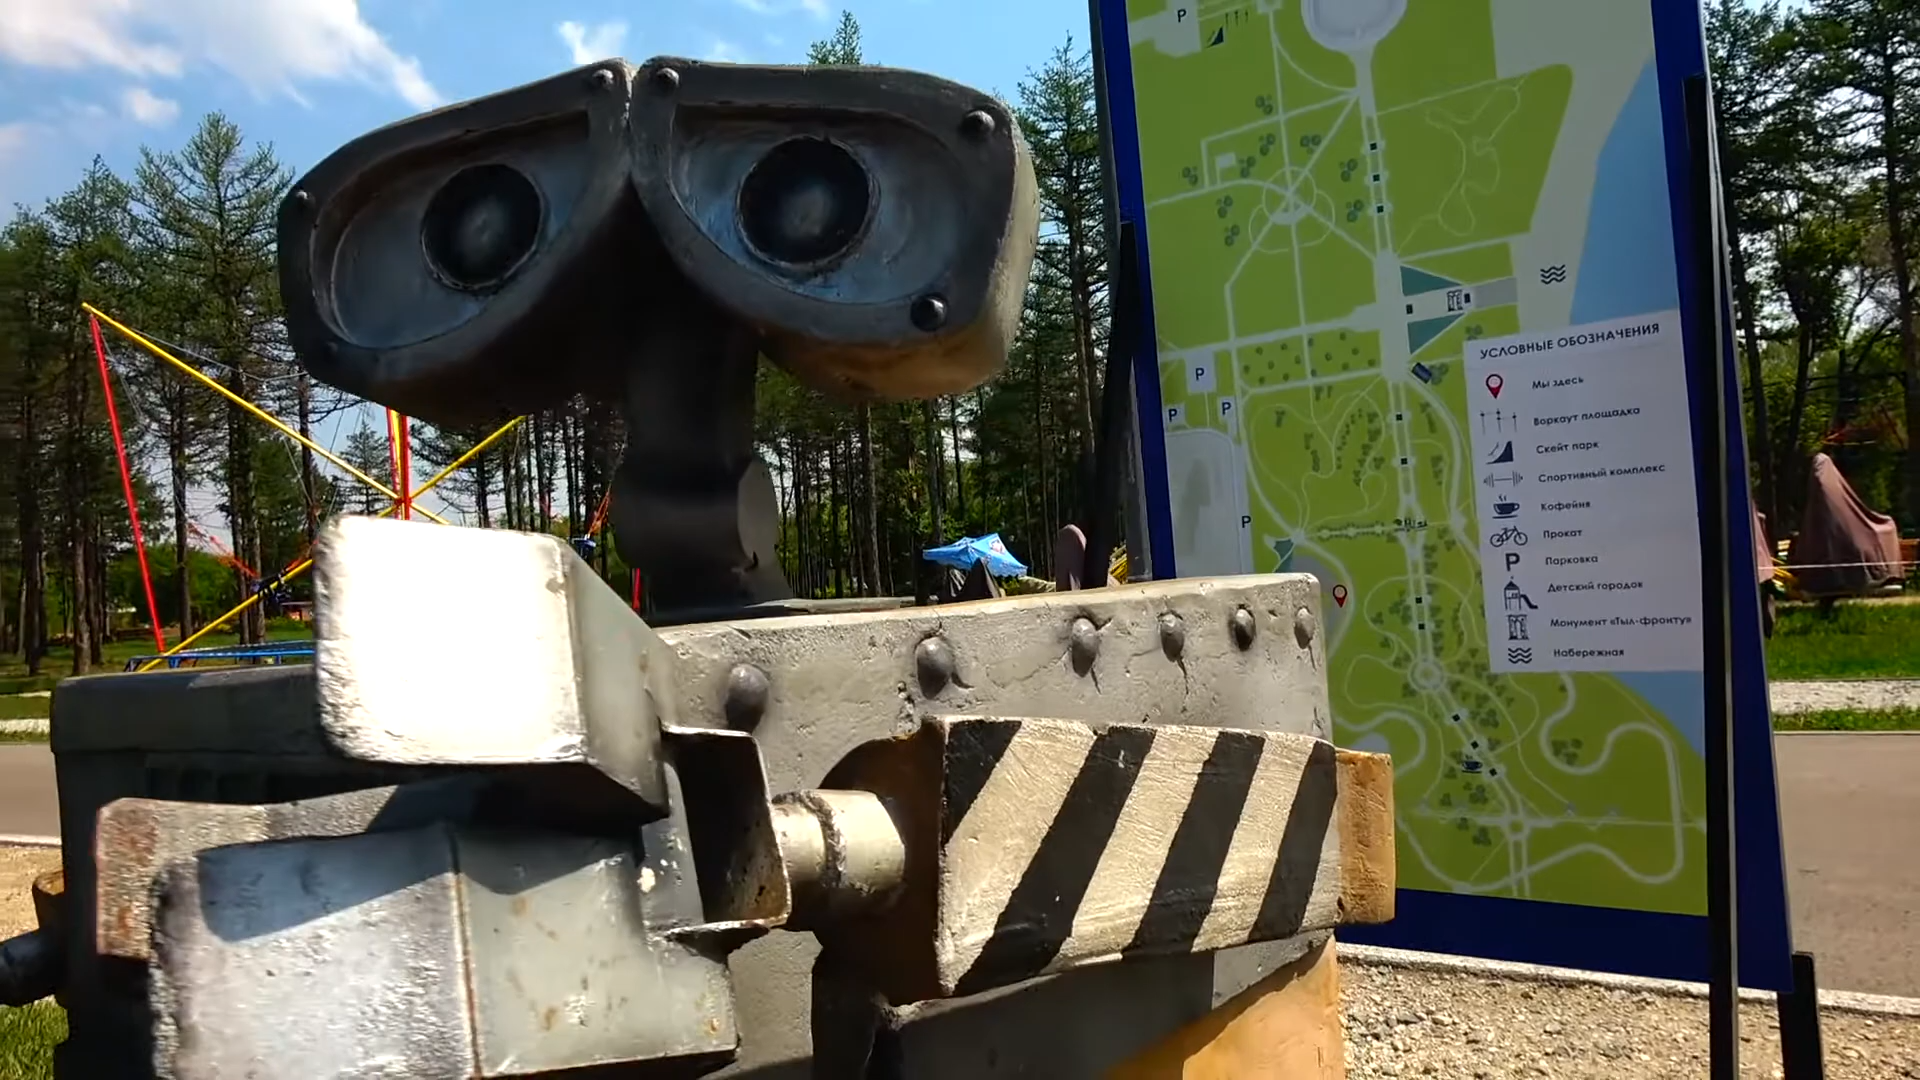 P
P
P
P
P
УСЛОВНЫЕ ОБОЗНАЧЕНИЯ
Мы здесь
Воркаут площадка
Скейт парк
Спортивный комплекс
Кофейня
Прокат
P Парковка
Детский городок
Монумент «Тыл-фронту»
Набережная